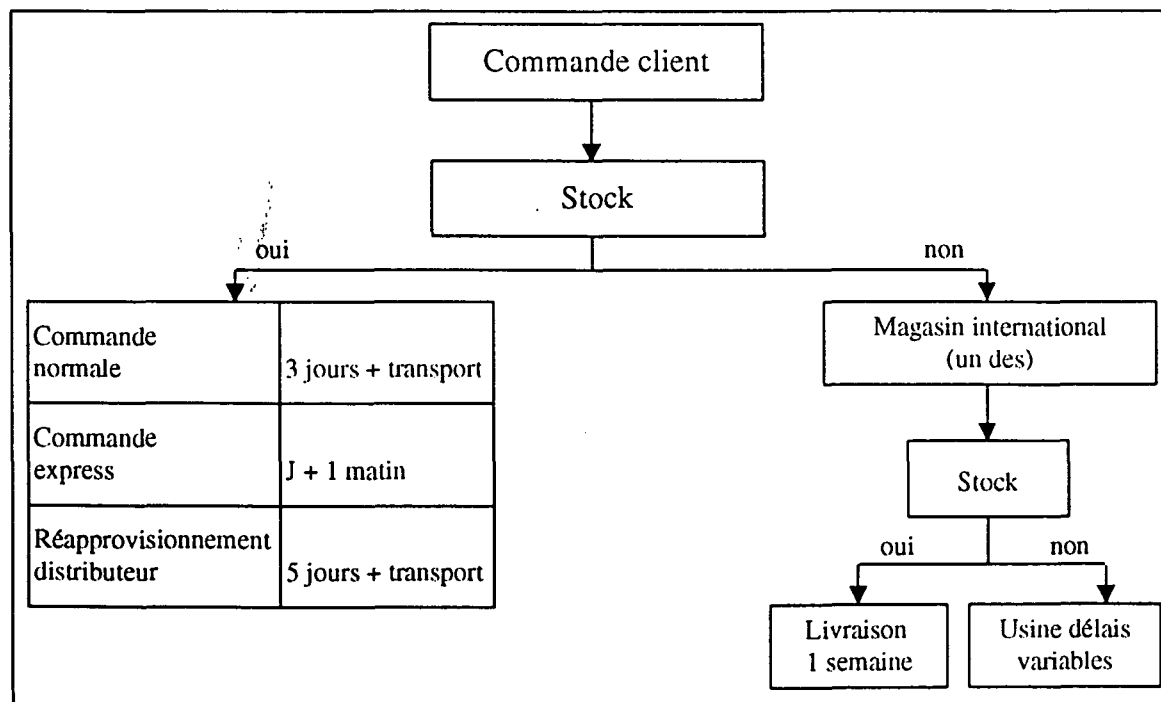 Commande client
Stock
oui
non
Commande
normale
3 jours + transport
Commande
express
J + 1 matin
Réapprovisionnement
distributeur
5 jours + transport
Magasin international
(un des)
Stock
oui
non
Livraison
1 semaine
Usine délais
variables